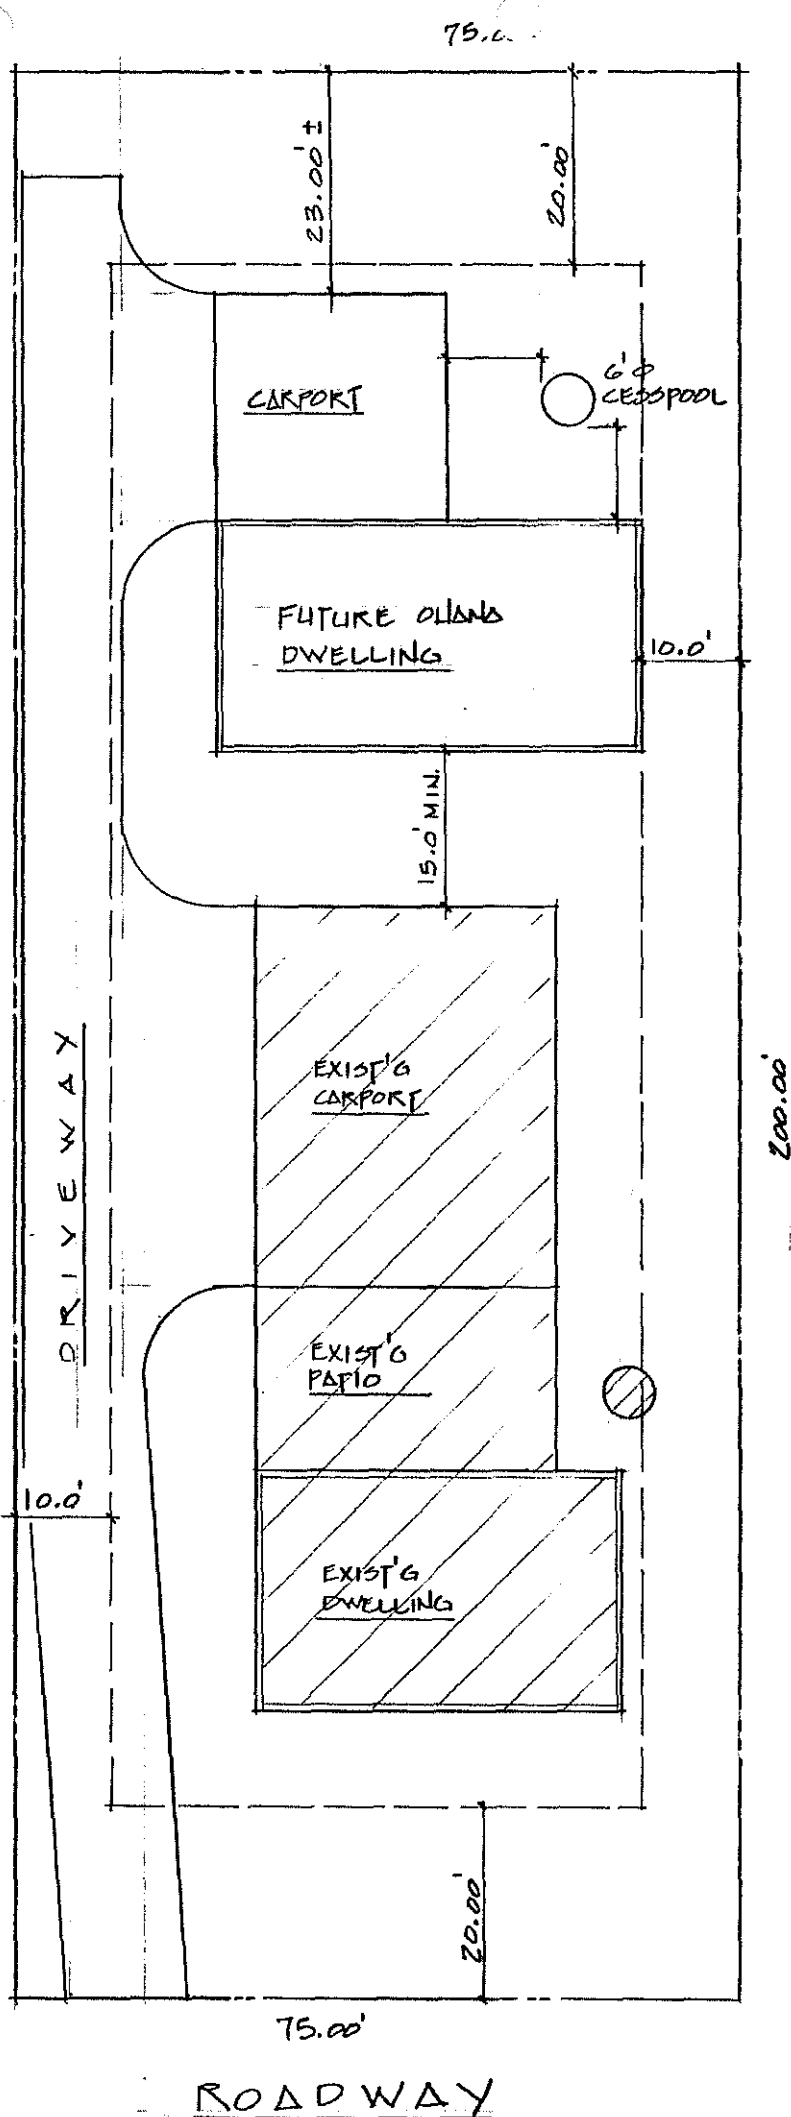 23.00' ±
20.00'
CARPORT
6'Ø
CESSPOOL
FUTURE OHANA
DWELLING
10.0'
15.0' MIN.
EXIST'G
CARPORT
DRIVEWAY
200.00'
EXIST'G
PATIO
10.0'
EXIST'G
DWELLING
20.00'
75.00'
ROADWAY